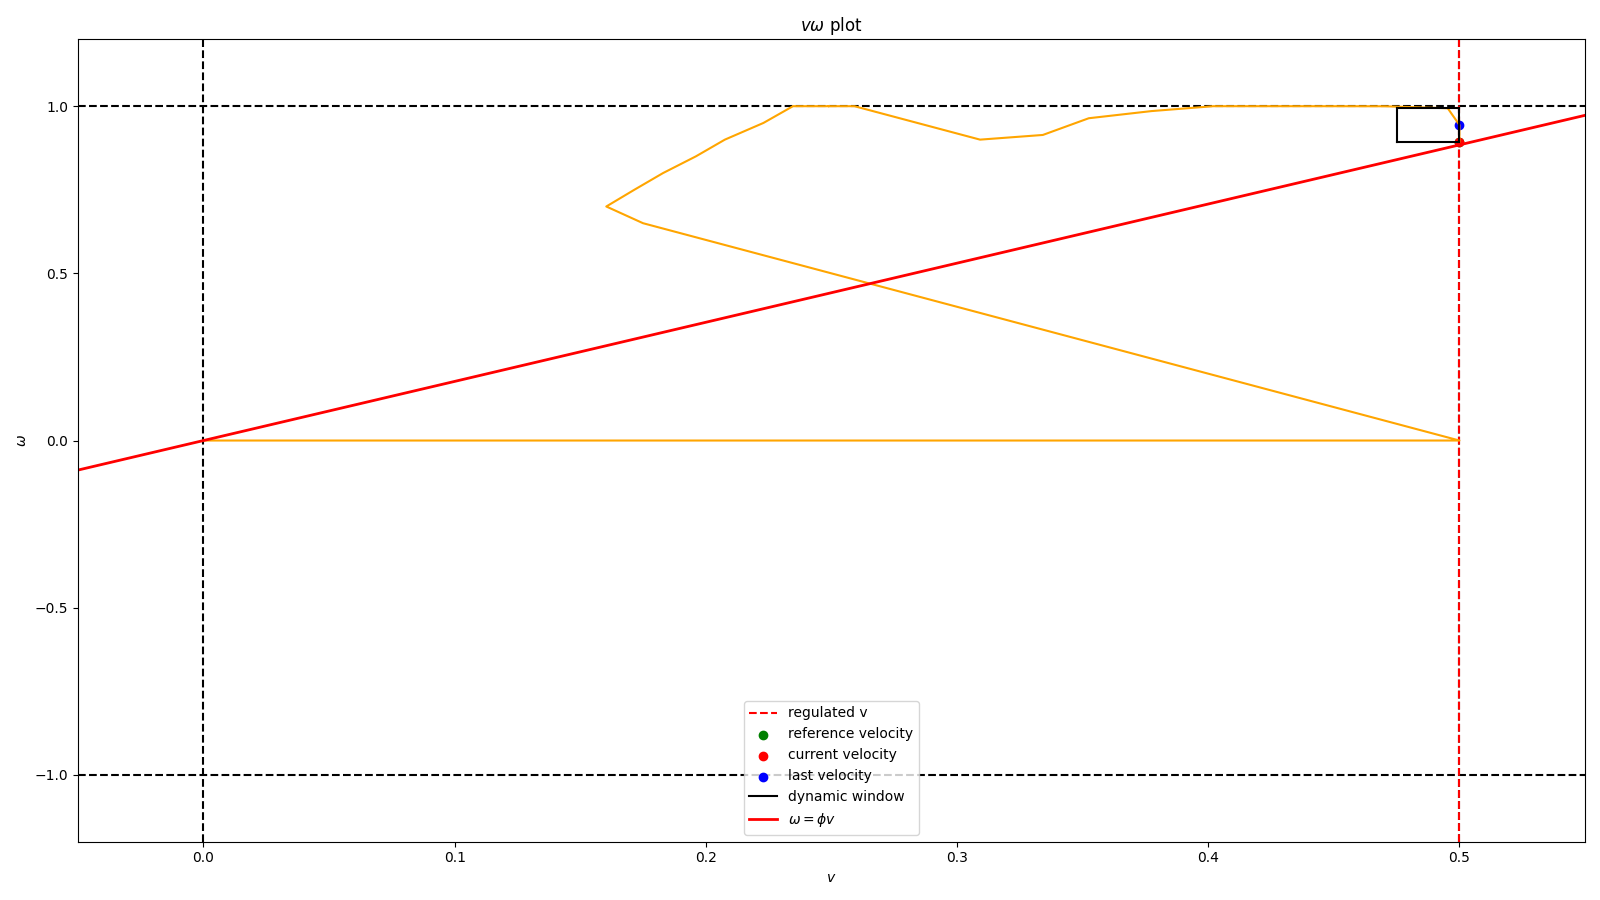 vω plot
1.0
0.5
0.0
−0.5
−1.0
ω
0.0 0.1 0.2 0.3 0.4 0.5
v
regulated v
reference velocity
current velocity
last velocity
dynamic window
ω = ϕv